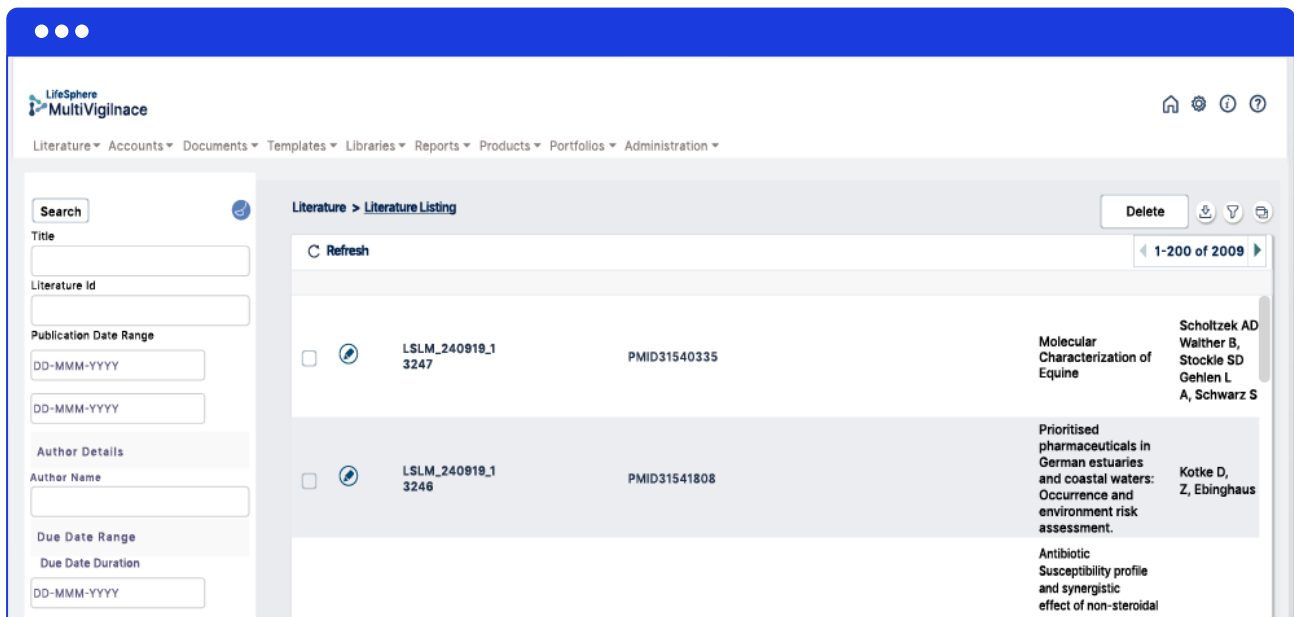 LifeSphere
MultiVigilnace
Literature Accounts Documents Templates Libraries Reports Products Portfolios Administration
Search
Title
Literature Id
Publication Date Range
DD-MMM-YYYY
DD-MMM-YYYY
Author Details
Author Name
Due Date Range
Due Date Duration
DD-MMM-YYYY
Literature > Literature Listing
Delete
Refresh
1-200 of 2009
LSLM_240919_1
3247
PMID31540335
Molecular
Characterization of
Equine
Scholtzek AD
Walther B,
Stockle SD
Gehlen L
A, Schwarz S
LSLM_240919_1
3246
PMID31541808
Prioritised
pharmaceuticals in
German estuaries
and coastal waters:
Occurrence and
environment risk
assessment.
Kotke D,
Z, Ebinghaus
Antibiotic
Susceptibility profile
and synergistic
effect of non-steroidal